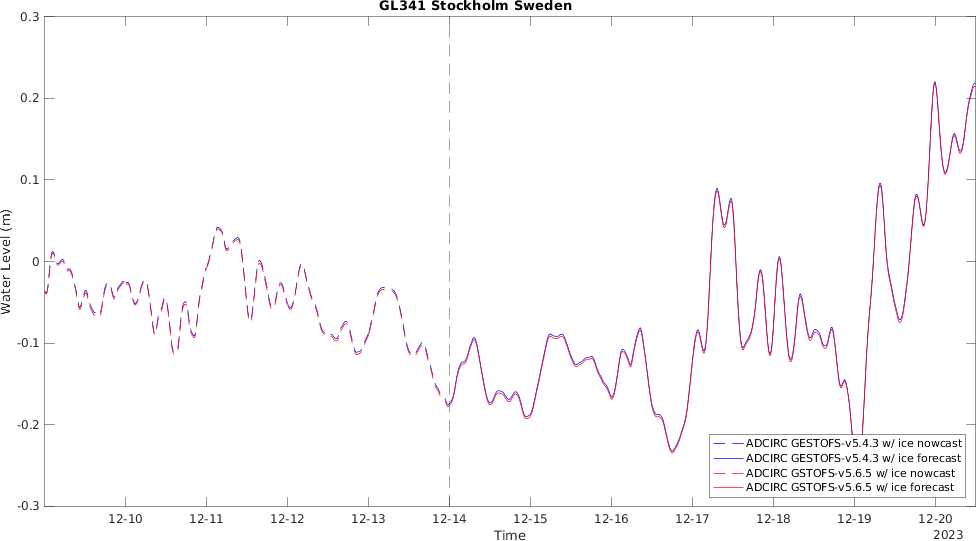 GL341 Stockholm Sweden
0.3
0.2
0.1
0
-0.1
-0.2
-0.3
Water Level (m)
ADCIRC GESTOFS-v5.4.3 w/ ice nowcast
ADCIRC GESTOFS-v5.4.3 w/ ice forecast
ADCIRC GSTOFS-v5.6.5 w/ ice nowcast
ADCIRC GSTOFS-v5.6.5 w/ ice forecast
12-10 12-11 12-12 12-13 12-14 12-15 12-16 12-17 12-18 12-19 12-20
2023
Time